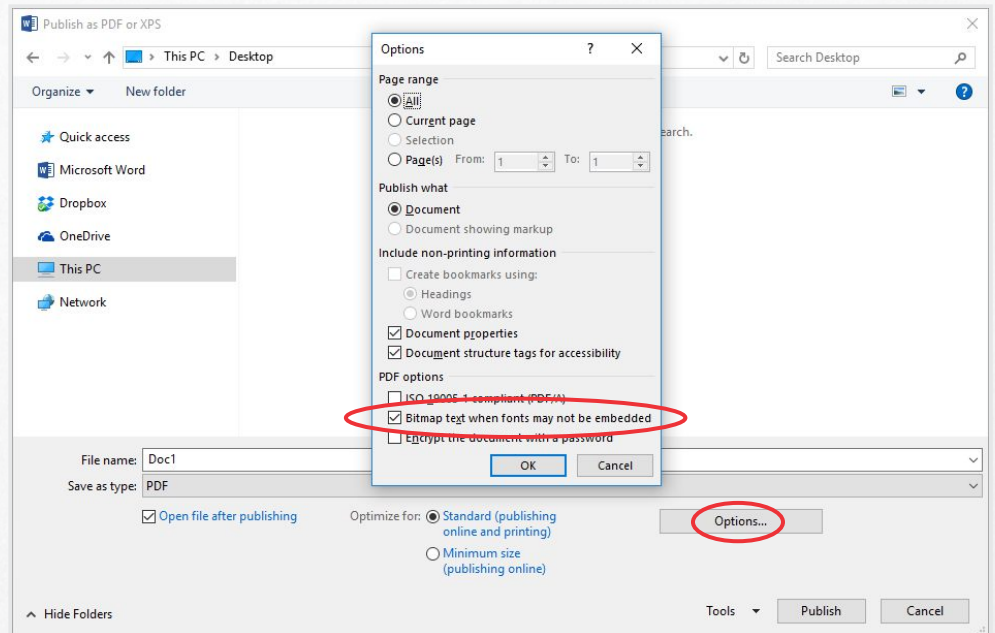 Publish as PDF or XPS
This PC > Desktop
Search Desktop
Organize
New folder
Quick access
Microsoft Word
Dropbox
OneDrive
This PC
Network
earch.
Options ?
Page range
All
Current page
Selection
Page(s) From: 1 To: 1
Publish what
Document
Document showing markup
Include non-printing information
Create bookmarks using:
Headings
Word bookmarks
Document properties
Document structure tags for accessibility
PDF options
ISO 19005-1 compliant (PDF/A)
Bitmap text when fonts may not be embedded
Encrypt the document with a password
OK Cancel
File name: Doc1
Save as type: PDF
Open file after publishing
Optimize for: Standard (publishing
online and printing)
Minimum size
(publishing online)
Options...
Hide Folders
Tools Publish Cancel